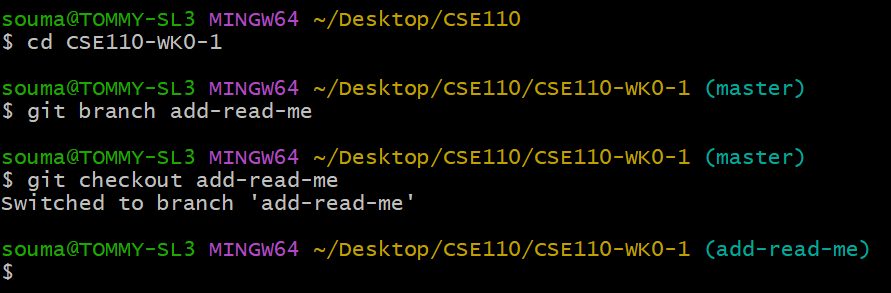 souma@TOMMY-SL3 MINGW64 ~/Desktop/CSE110
$ cd CSE110-WK0-1
souma@TOMMY-SL3 MINGW64 ~/Desktop/CSE110/CSE110-WK0-1 (master)
$ git branch add-read-me
souma@TOMMY-SL3 MINGW64 ~/Desktop/CSE110/CSE110-WK0-1 (master)
$ git checkout add-read-me
Switched to branch 'add-read-me'
souma@TOMMY-SL3 MINGW64 ~/Desktop/CSE110/CSE110-WK0-1 (add-read-me)
$